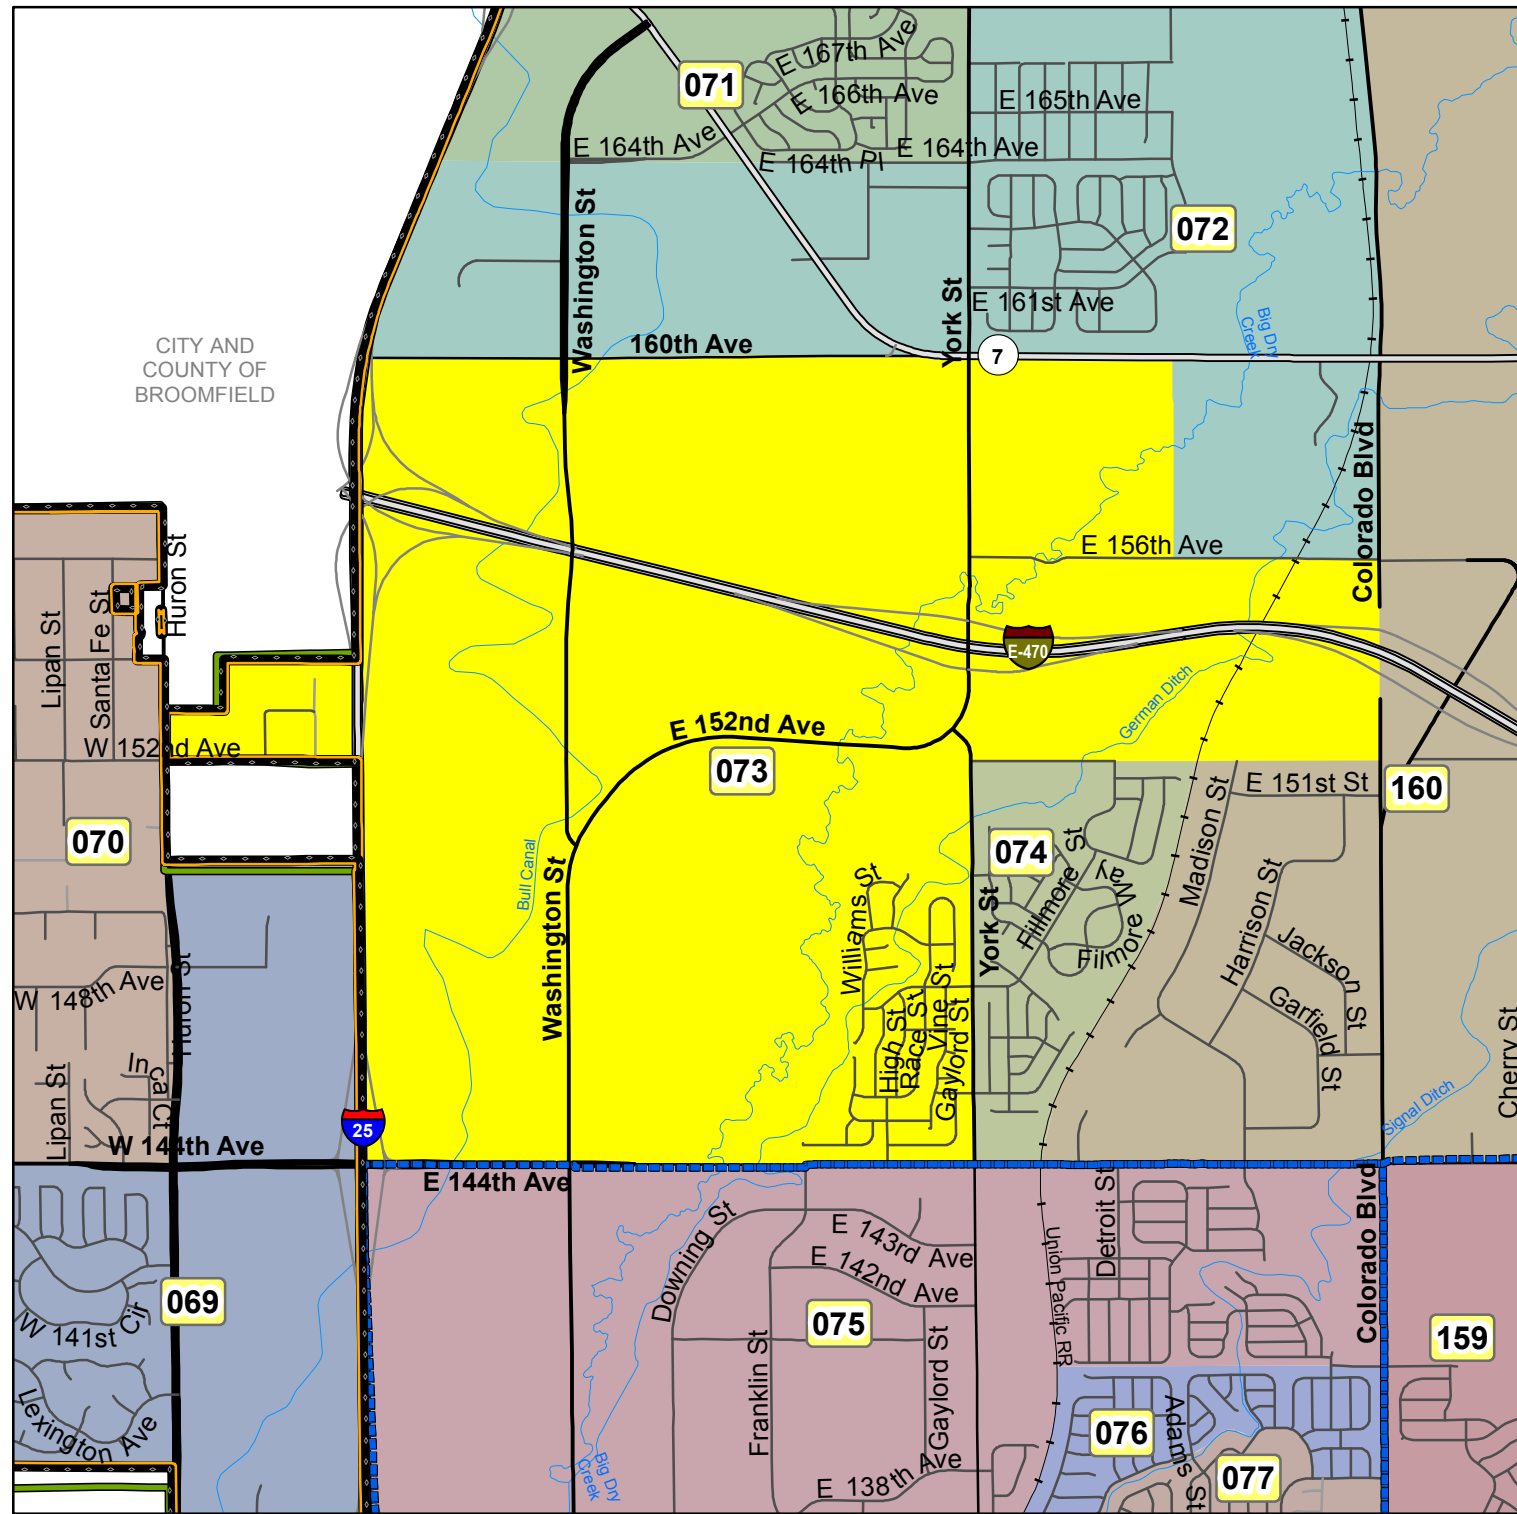 E 167th Ave
071
E 166th Ave
E 165th Ave
E 164th Ave
E 164th Pl
E 164th Ave
Washington St
072
York St
E 161st Ave
Big Dry
Creek
160th Ave
7
CITY AND
COUNTY OF
BROOMFIELD
Colorado Blvd
E 156th Ave
Huron St
Santa Fe St
Lipan St
E-470
German Ditch
E 152nd Ave
W 152nd Ave
073
E 151st St
160
070
074
Madison St
Fillmore St
Filmore Way
Bull Canal
Washington St
Williams St
York St
Harrison St
Jackson St
Garfield St
W 148th Ave
Huron St
Vine St
Race St
High St
Gaylord St
Cherry St
Inca Ct
Lipan St
Signal Ditch
25
W 144th Ave
E 144th Ave
Detroit St
Colorado Blvd
Downing St
E 143rd Ave
E 142nd Ave
Union Pacific RR
069
075
W 141st Cir
159
Franklin St
Gaylord St
Lexington Ave
076
Adams St
077
Big Dry
Creek
E 138th Ave